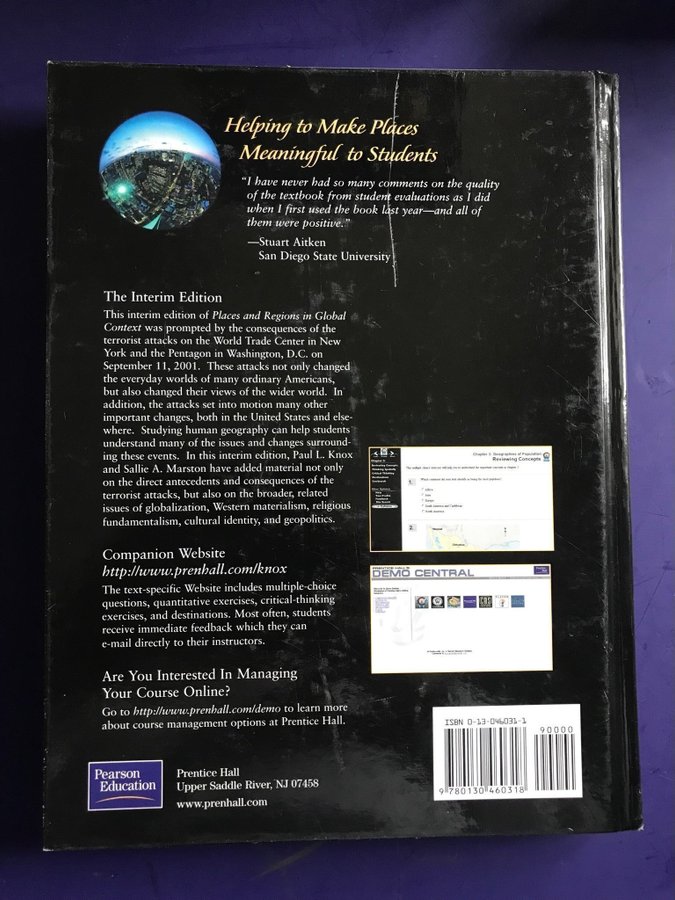 Helping to Make Places
Meaningful to Students
“I have never had so many comments on the quality
of the textbook from student evaluations as I did
when I first used the book last year—and all of
them were positive.”
—Stuart Aitken
San Diego State University
The Interim Edition
This interim edition of Places and Regions in Global
Context was prompted by the consequences of the
terrorist attacks on the World Trade Center in New
York and the Pentagon in Washington, D.C. on
September 11, 2001. These attacks not only changed
the everyday worlds of many ordinary Americans,
but also changed their views of the wider world. In
addition, the attacks set into motion many other
important changes, both in the United States and else-
where. Studying human geography can help students
understand many of the issues and changes surround-
ing these events. In this interim edition, Paul L. Knox
and Sallie A. Marston have added material not only
on the direct antecedents and consequences of the
terrorist attacks, but also on the broader, related
issues of globalization, Western materialism, religious
fundamentalism, cultural identity, and geopolitics.
Companion Website
http://www.prenhall.com/knox
The text-specific Website includes multiple-choice
questions, quantitative exercises, critical-thinking
exercises, and destinations. Most often, students
receive immediate feedback which they can
e-mail directly to their instructors.
Are You Interested In Managing
Your Course Online?
Go to http://www.prenhall.com/demo to learn more
about course management options at Prentice Hall.
Chapter 3: Geographies of Population
Reviewing Concepts
1.
2.
PRENTICE HALL'S
DEMO CENTRAL
ISBN 0-13-046031-1
90000
9 780130 460318
Pearson
Education
Prentice Hall
Upper Saddle River, NJ 07458
www.prenhall.com